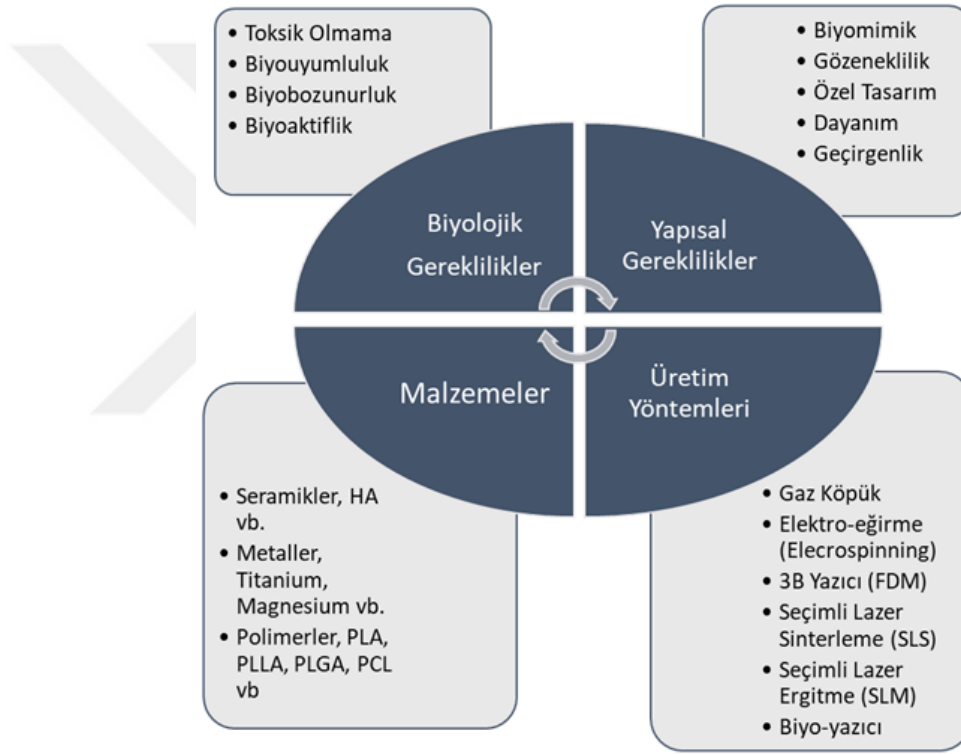 • Toksik Olmama
• Biyouyumluluk
• Biyobozunurluk
• Biyoaktiflik
• Biyomimik
• Gözeneklilik
• Özel Tasarım
• Dayanım
• Geçirgenlik
Biyolojik
Gereklilikler
Yapısal
Gereklilikler
Malzemeler
Üretim
Yöntemleri
• Seramikler, HA
vb.
• Metaller,
Titanium,
Magnesium vb.
• Polimerler, PLA,
PLLA, PLGA, PCL
vb
• Gaz Köpük
• Elektro-eğirme
(Elecrospinning)
• 3B Yazıcı (FDM)
• Seçimli Lazer
Sinterleme (SLS)
• Seçimli Lazer
Ergitme (SLM)
• Biyo-yazıcı